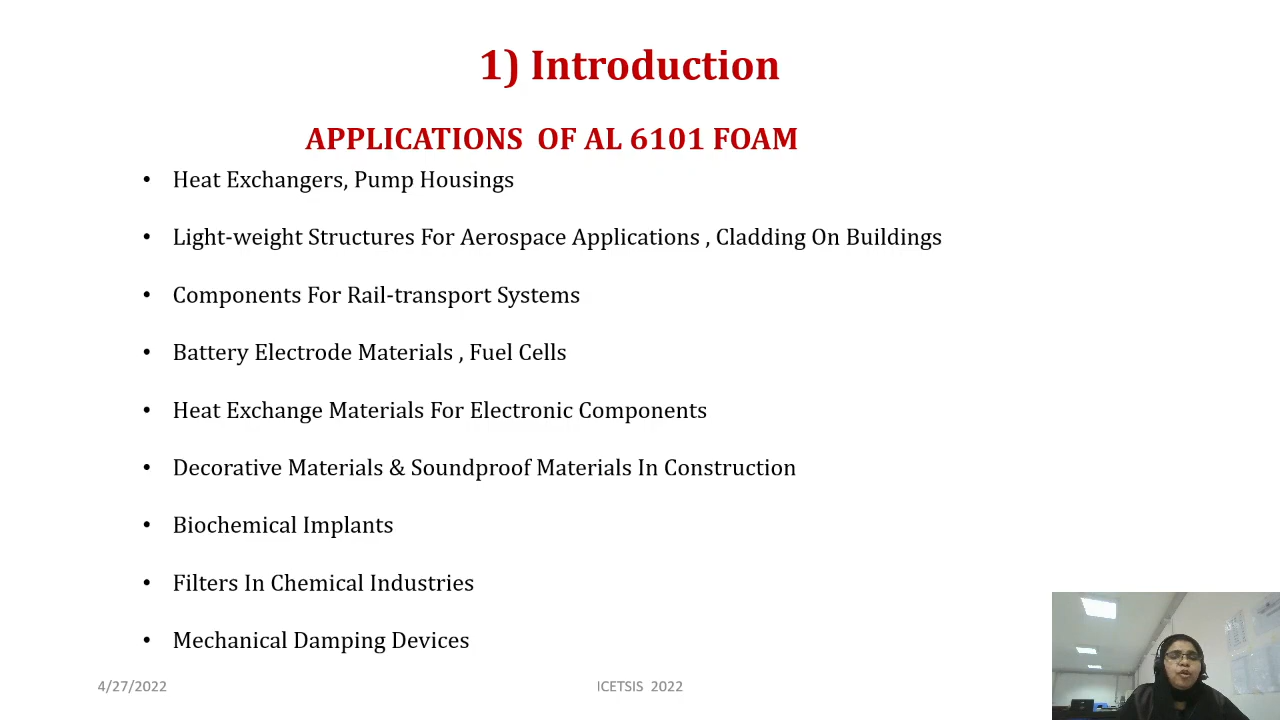 1) Introduction
APPLICATIONS OF AL 6101 FOAM
• Heat Exchangers, Pump Housings
• Light-weight Structures For Aerospace Applications , Cladding On Buildings
• Components For Rail-transport Systems
• Battery Electrode Materials , Fuel Cells
• Heat Exchange Materials For Electronic Components
• Decorative Materials & Soundproof Materials In Construction
• Biochemical Implants
• Filters In Chemical Industries
• Mechanical Damping Devices
4/27/2022
ICETSIS 2022